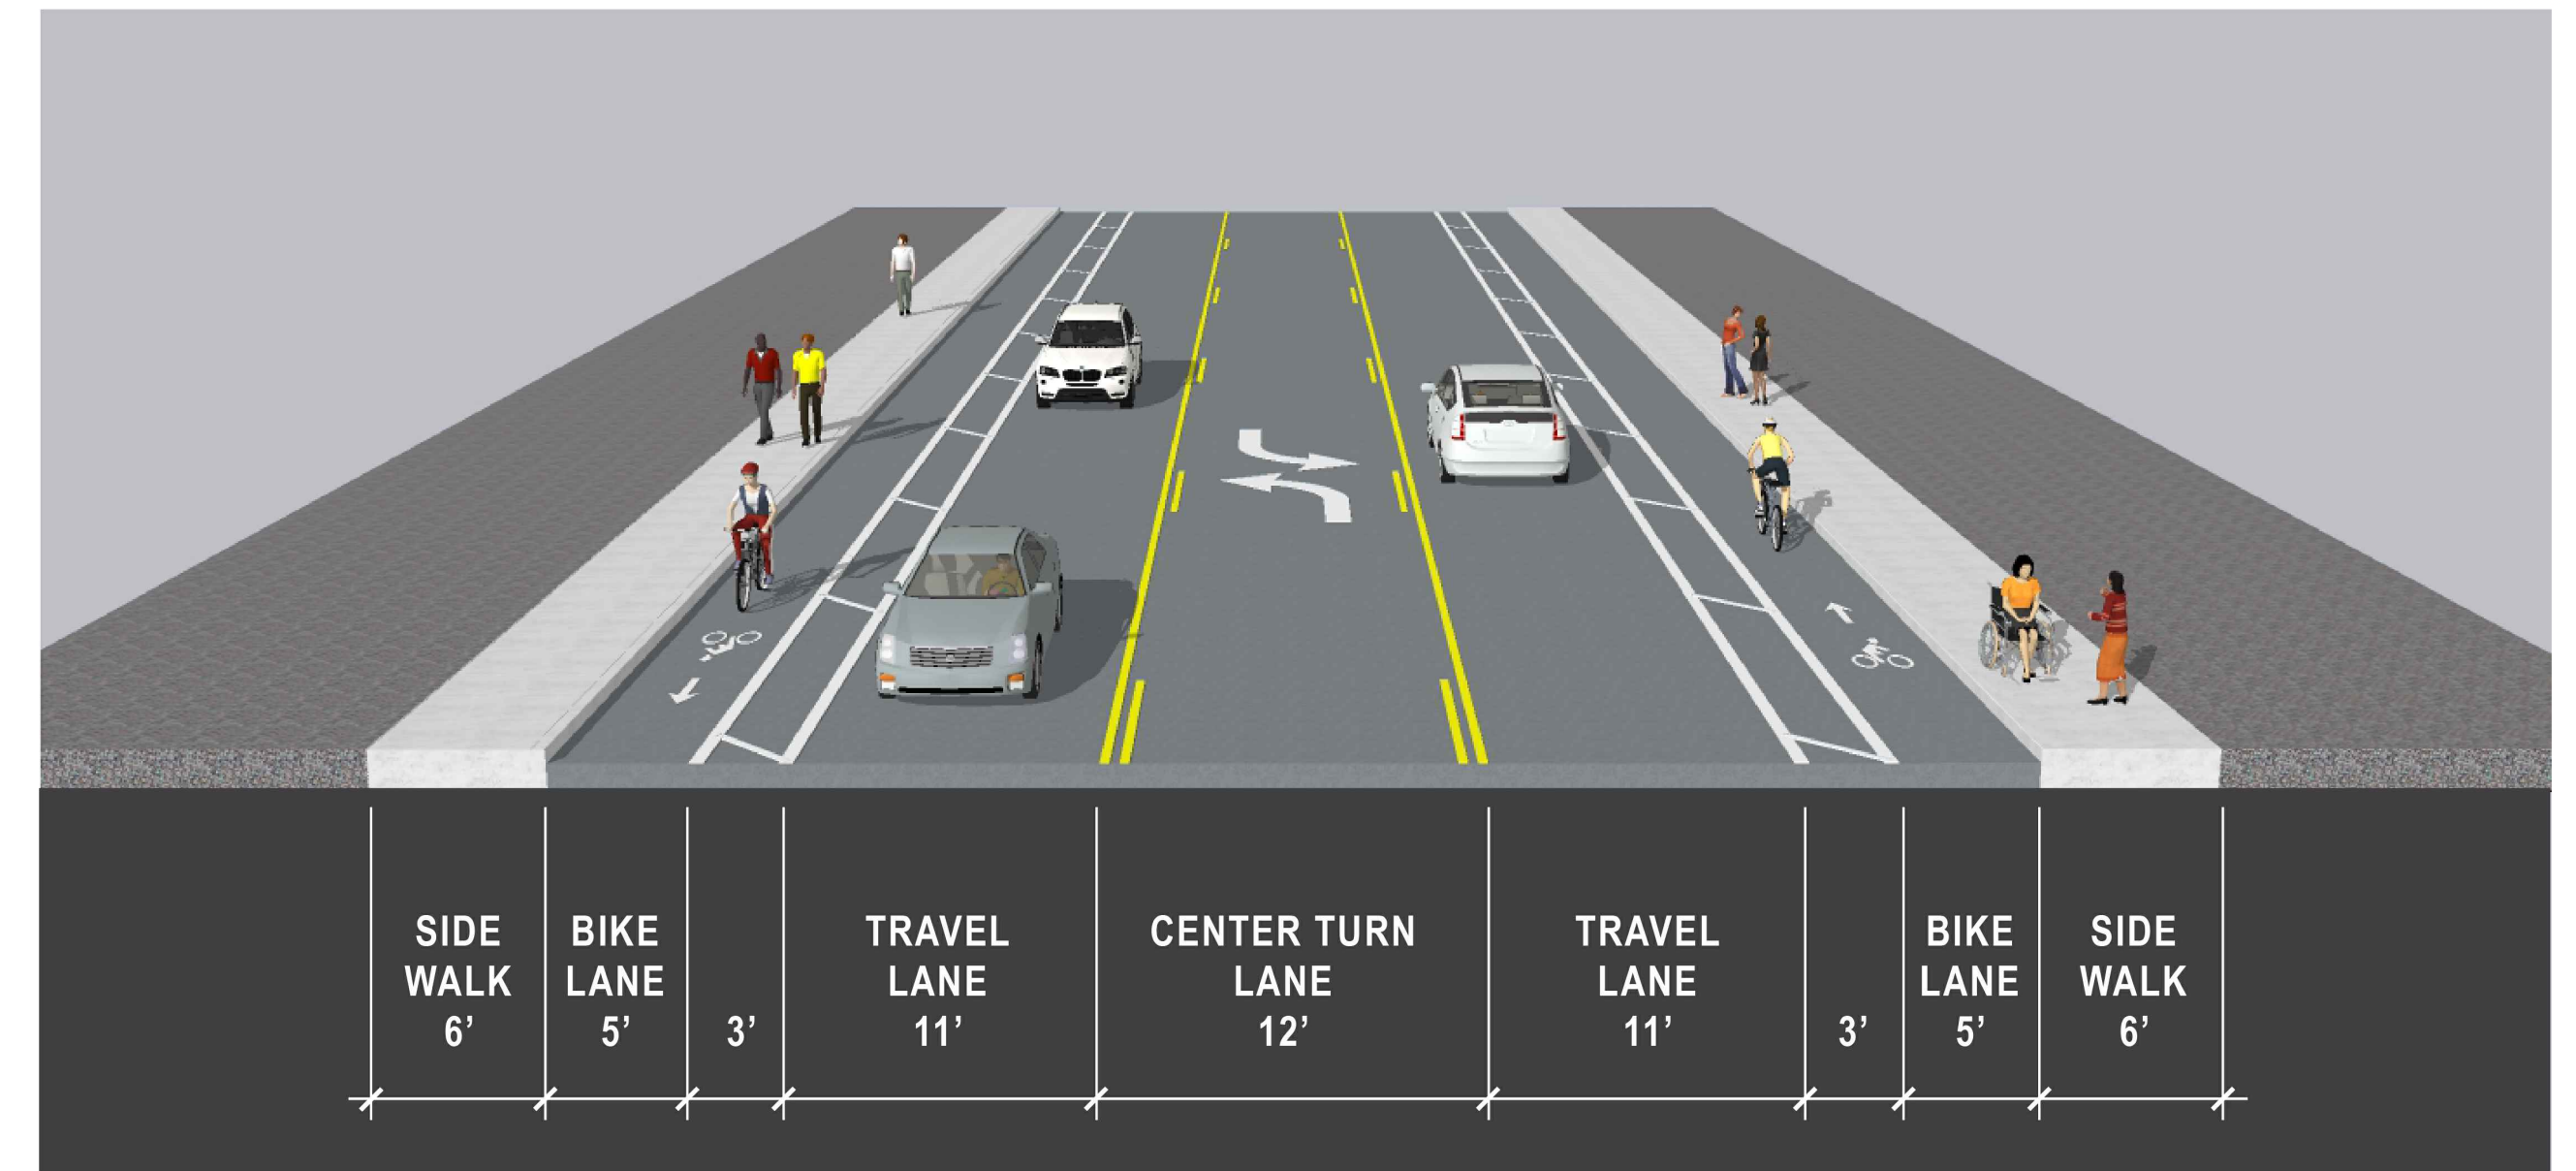 SIDE
WALK
6’
BIKE
LANE
5’
3’
TRAVEL
LANE
11’
CENTER TURN
LANE
12’
TRAVEL
LANE
11’
3’
BIKE
LANE
5’
SIDE
WALK
6’